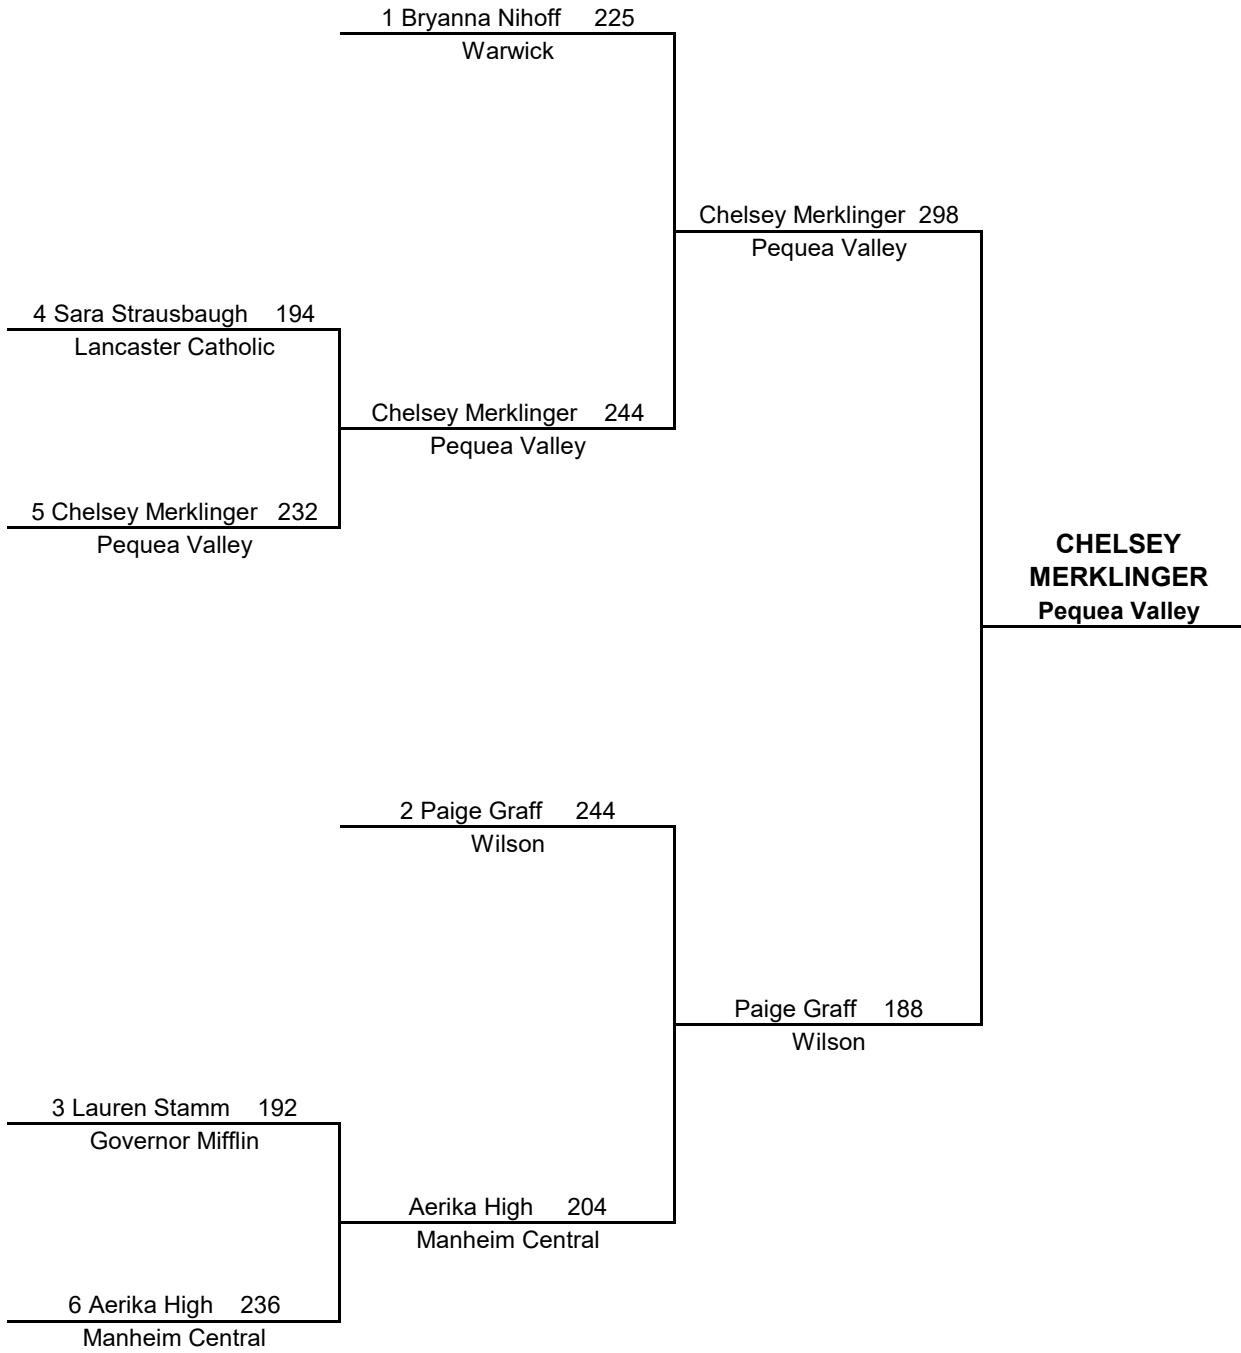 1 Bryanna Nihoff 225
Warwick
Chelsey Merklinger 298
Pequea Valley
4 Sara Strausbaugh 194
Lancaster Catholic
Chelsey Merklinger 244
Pequea Valley
5 Chelsey Merklinger 232
Pequea Valley
CHELSEY
MERKLINGER
Pequea Valley
2 Paige Graff 244
Wilson
Paige Graff 188
Wilson
3 Lauren Stamm 192
Governor Mifflin
Aerika High 204
Manheim Central
6 Aerika High 236
Manheim Central